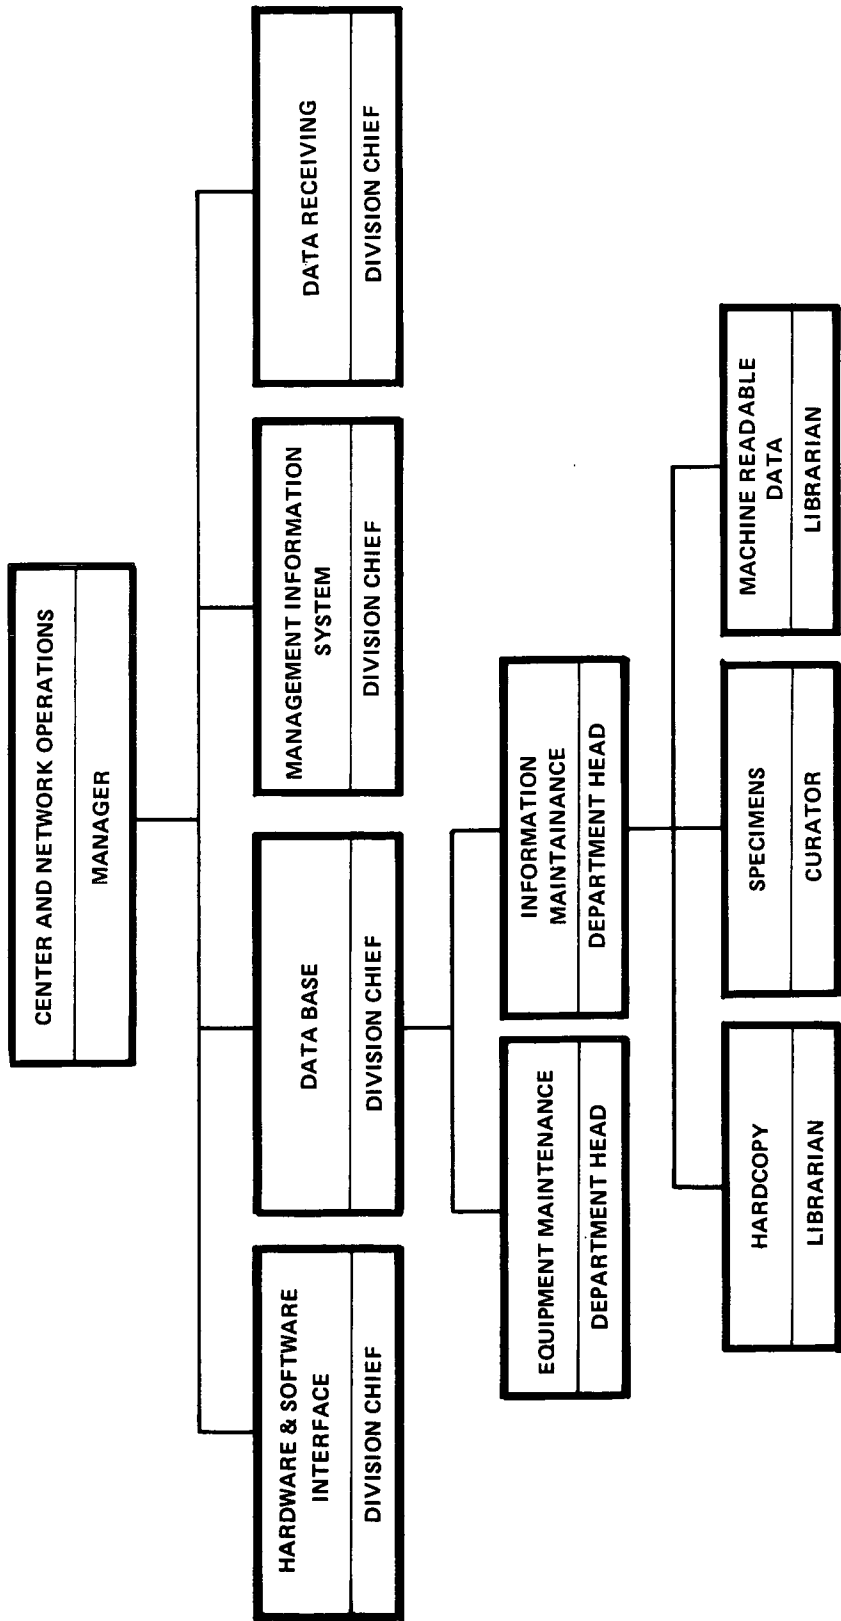 CENTER AND NETWORK OPERATIONS
MANAGER
HARDWARE & SOFTWARE
INTERFACE
DIVISION CHIEF
DATA BASE
DIVISION CHIEF
MANAGEMENT INFORMATION
SYSTEM
DIVISION CHIEF
DATA RECEIVING
DIVISION CHIEF
EQUIPMENT MAINTENANCE
DEPARTMENT HEAD
INFORMATION
MAINTAINANCE
DEPARTMENT HEAD
HARDCOPY
LIBRARIAN
SPECIMENS
CURATOR
MACHINE READABLE
DATA
LIBRARIAN